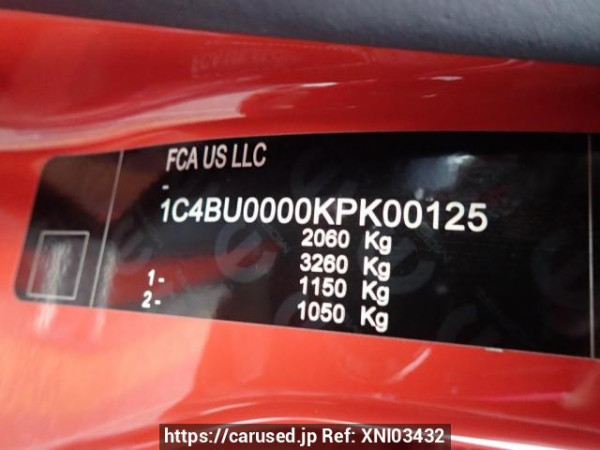 FCA US LLC
-
1C4BU0000KPK00125
2060 Kg
3260 Kg
1- 1150 Kg
2- 1050 Kg
https://carused.jp Ref: XNI03432